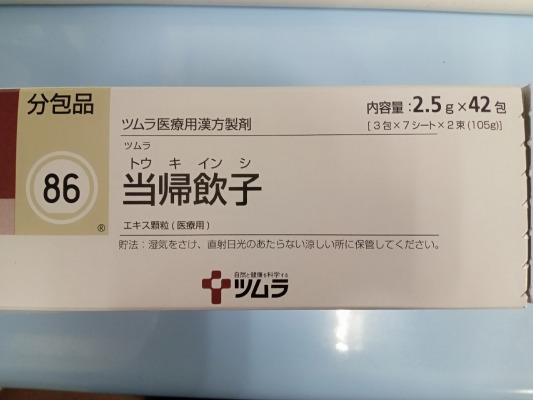 分包品
86
®
内容量:2.5g×42包
[3包×7シート×2束(105g)]
ツムラ医療用漢方製剤
ツムラ
トウキインシ
当帰飲子
エキス顆粒(医療用)
貯法:湿気をさけ、直射日光のあたらない涼しい所に保管してください。
自然と健康を科学する
ツムラ